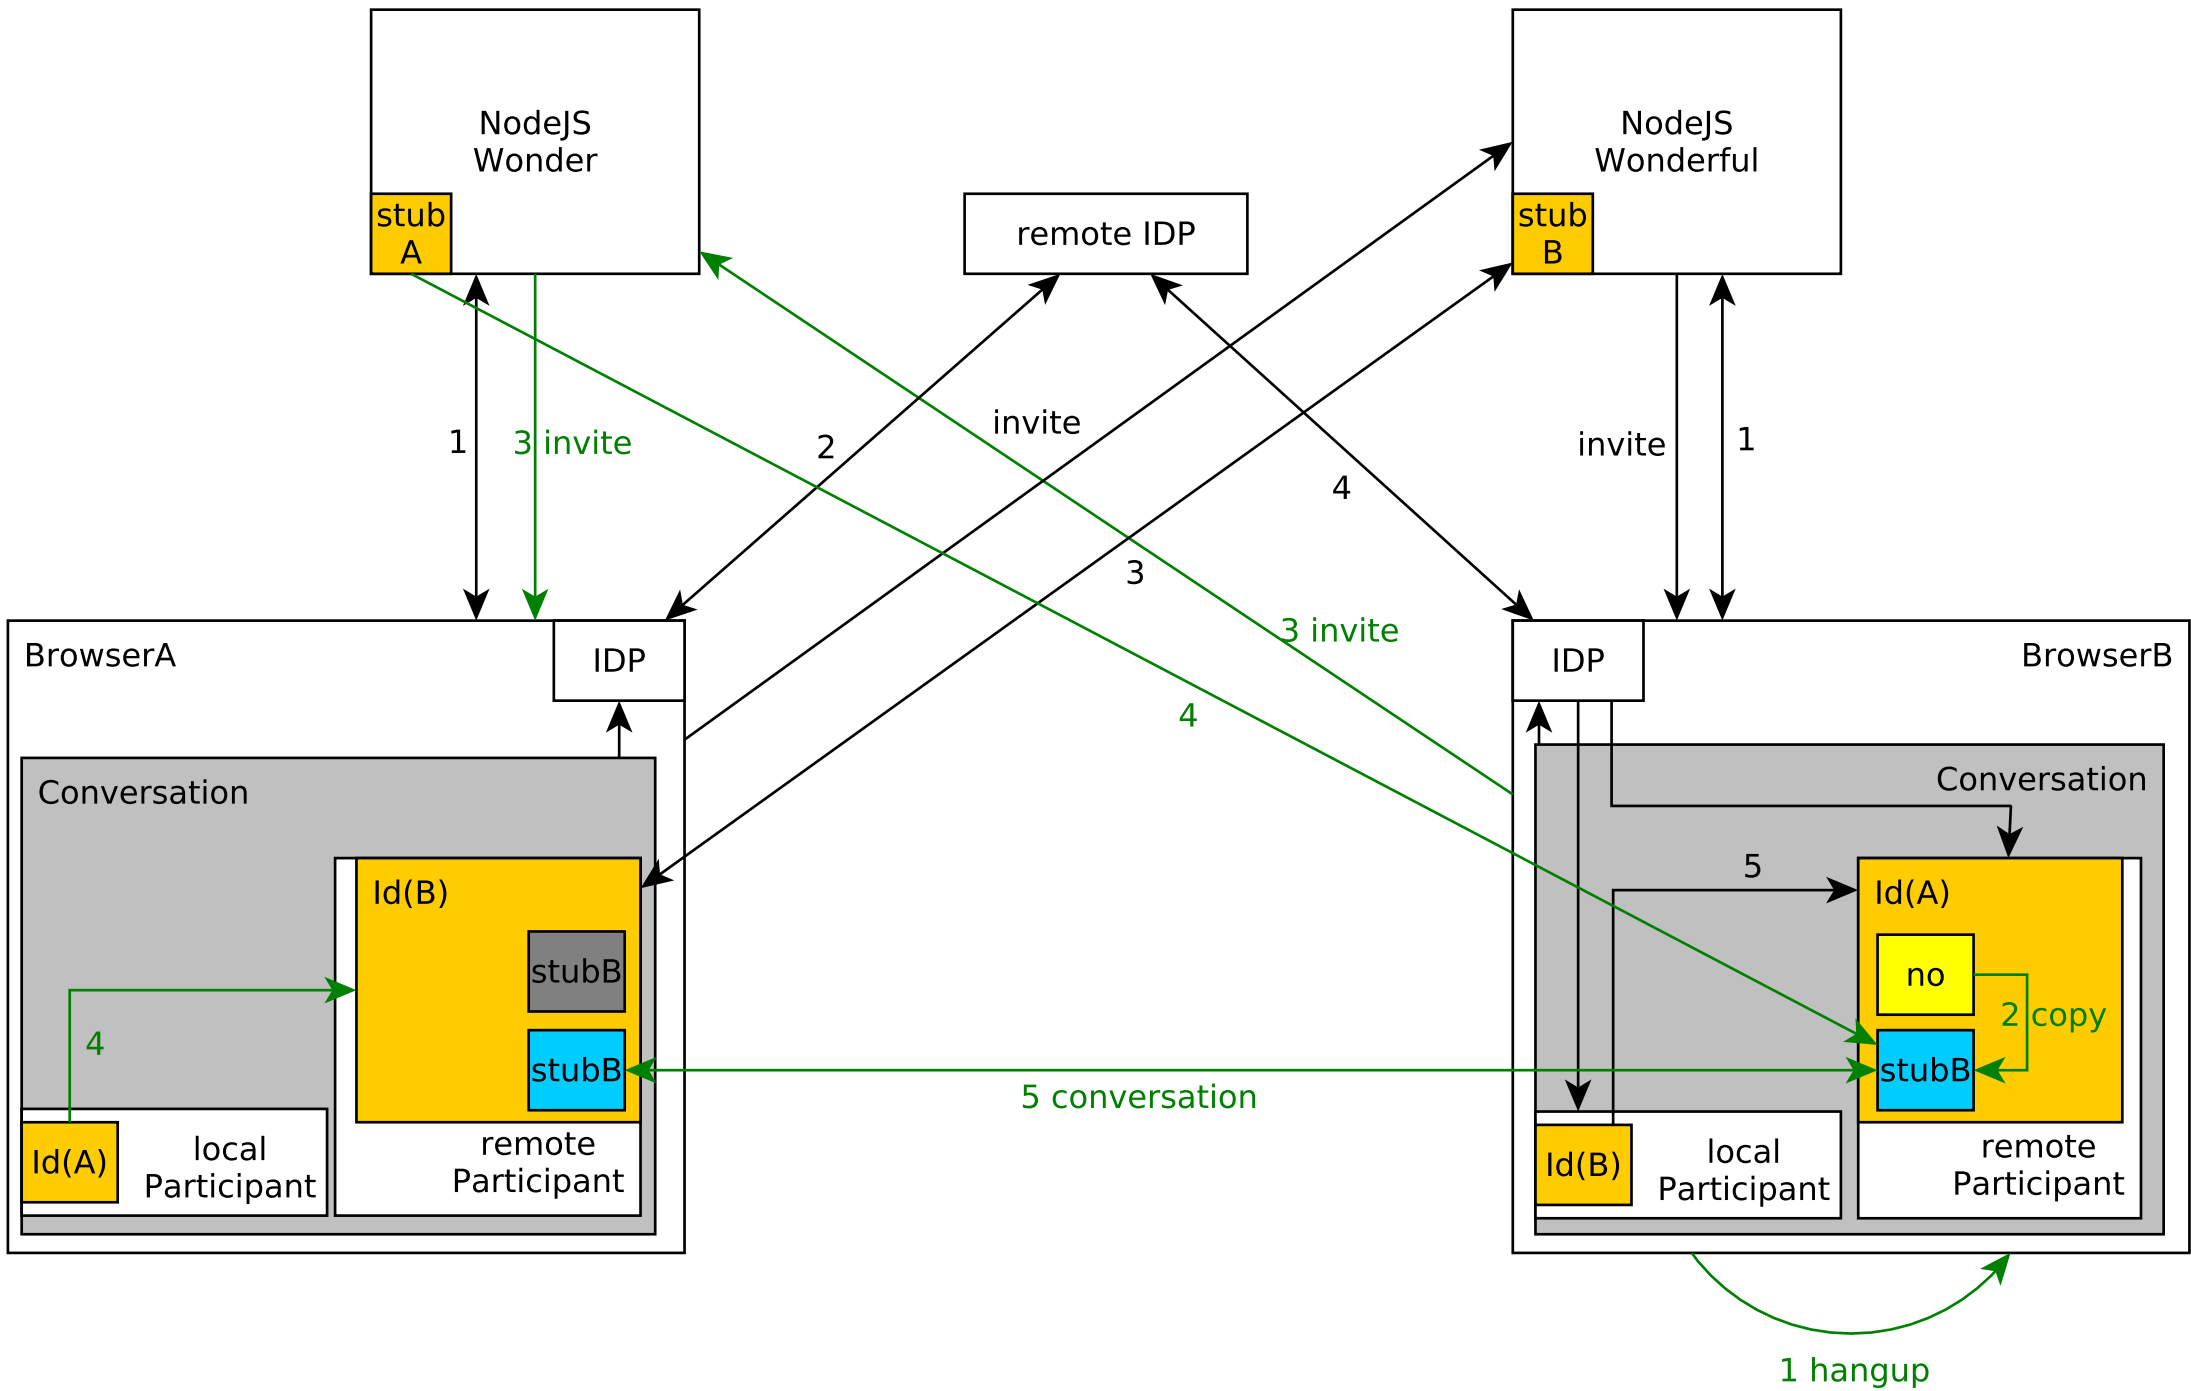 NodeJS
Wonder
NodeJS
Wonderful
stub
A
remote IDP
stub
B
1
3 invite
2
invite
4
invite
1
3
3 invite
4
BrowserA
IDP
IDP
BrowserB
Conversation
Conversation
5
Id(B)
Id(A)
stubB
no
2 copy
4
stubB
stubB
5 conversation
Id(A)
local
Participant
remote
Participant
Id(B)
local
Participant
remote
Participant
1 hangup